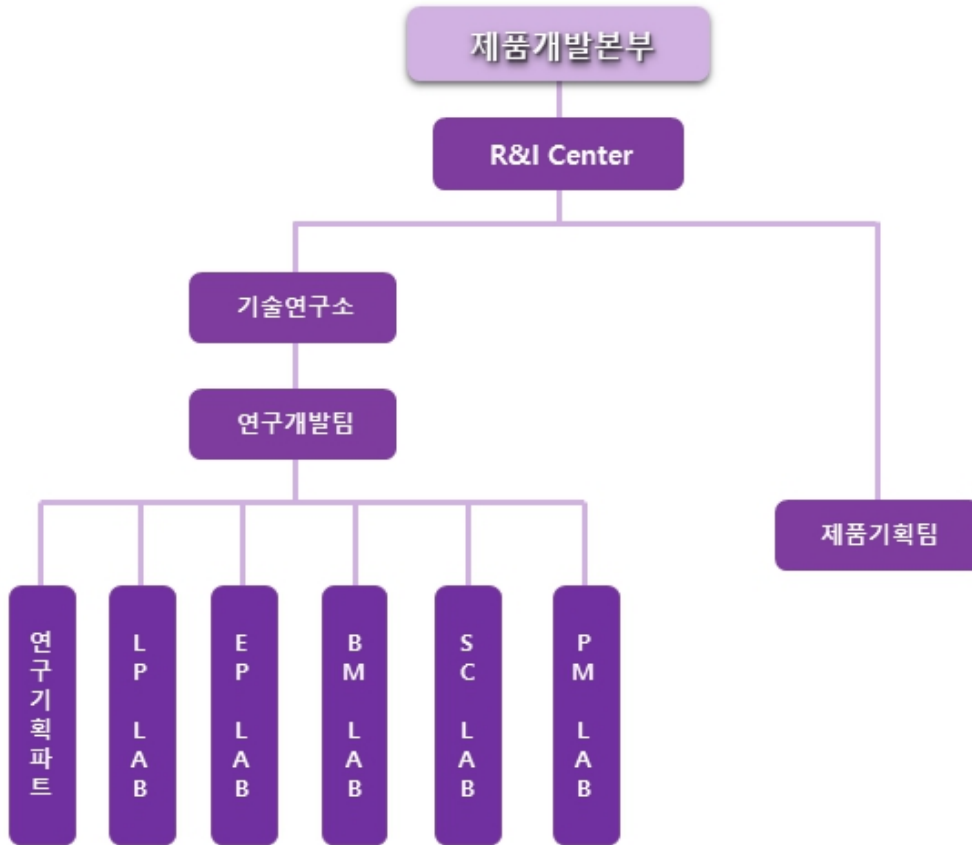 제품개발본부
R&I Center
기술연구소
연구개발팀
제품기획팀
연구기획파트
LP LAB
EP LAB
BM LAB
SC LAB
PM LAB